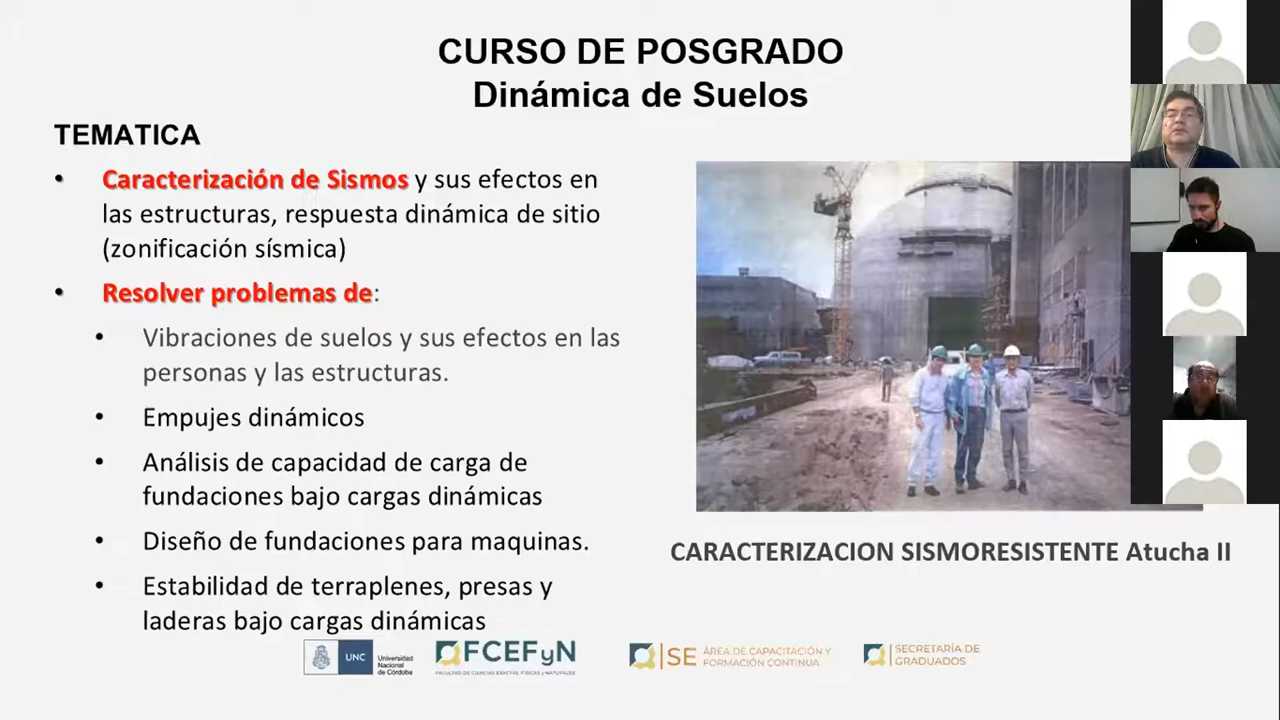 CURSO DE POSGRADO
Dinámica de Suelos
TEMATICA
• Caracterización de Sismos y sus efectos en
las estructuras, respuesta dinámica de sitio
(zonificación sísmica)
• Resolver problemas de:
• Vibraciones de suelos y sus efectos en las
personas y las estructuras.
• Empujes dinámicos
• Análisis de capacidad de carga de
fundaciones bajo cargas dinámicas
• Diseño de fundaciones para maquinas.
• Estabilidad de terraplenes, presas y
laderas bajo cargas dinámicas
CARACTERIZACION SISMORESISTENTE Atucha II
UNC
Universidad
Nacional
de Córdoba
FCEFyN
FACULTAD DE CIENCIAS EXACTAS, FÍSICAS y NATURALES
SE
ÁREA DE CAPACITACIÓN Y
FORMACIÓN CONTINUA
SECRETARÍA DE
GRADUADOS